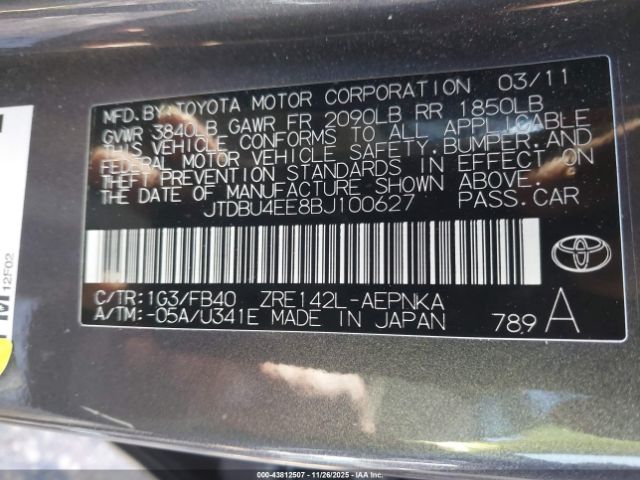 MFD. BY: TOYOTA MOTOR CORPORATION 03/11
GVWR 3840LB GAWR FR 2090LB RR 1850LB
THIS VEHICLE CONFORMS TO ALL APPLICABLE
FEDERAL MOTOR VEHICLE SAFETY, BUMPER, AND
THEFT PREVENTION STANDARDS IN EFFECT ON
THE DATE OF MANUFACTURE SHOWN ABOVE.
JTDBU4EE8BJ100627 PASS. CAR
C/TR: 1G3/FB40 ZRE142L-AEPNKA
A/TM: -05A/U341E MADE IN JAPAN 789 A
12F02
000-43812507 | 11/26/2025 | IAAI.COM